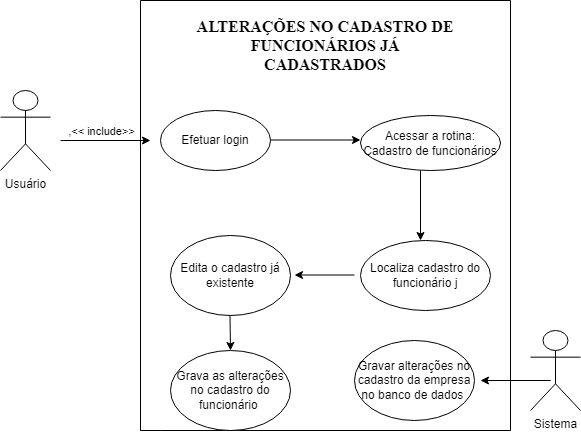 ALTERAÇÕES NO CADASTRO DE
FUNCIONÁRIOS JÁ
CADASTRADOS
,<< include>>
Efetuar login
Acessar a rotina:
Cadastro de funcionários
Usuário
Edita o cadastro já
existente
Localiza cadastro do
funcionário j
Grava as alterações
no cadastro do
funcionário
Gravar alterações no
cadastro da empresa
no banco de dados
Sistema